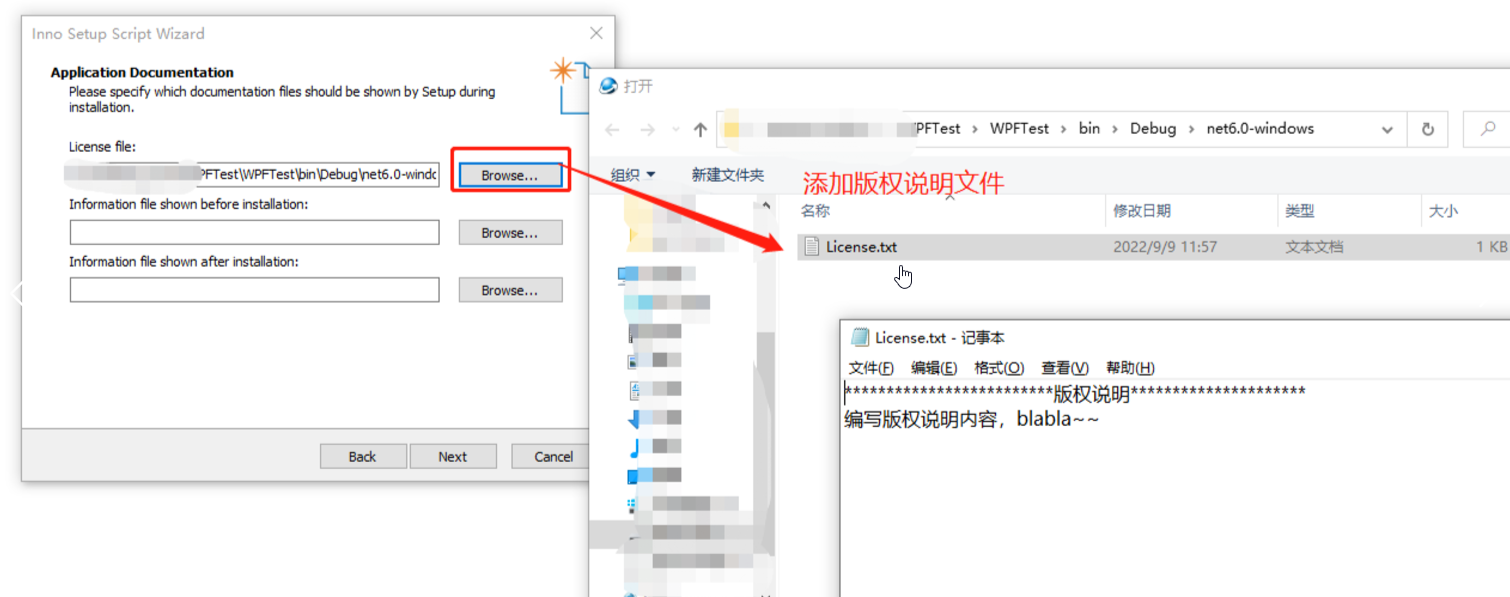 Inno Setup Script Wizard
Application Documentation
Please specify which documentation files should be shown by Setup during
installation.
License file:
PFTest\WPFTest\bin\Debug\net6.0-windo
Browse...
Information file shown before installation:
Browse...
Information file shown after installation:
Browse...
Back
Next
Cancel
打开
PFTest › WPFTest › bin › Debug › net6.0-windows
组织
新建文件夹
添加版权说明文件
名称
修改日期
类型
大小
License.txt
2022/9/9 11:57
文本文档
1 KB
License.txt - 记事本
文件(F) 编辑(E) 格式(O) 查看(V) 帮助(H)
*************************版权说明*********************
编写版权说明内容，blabla~~